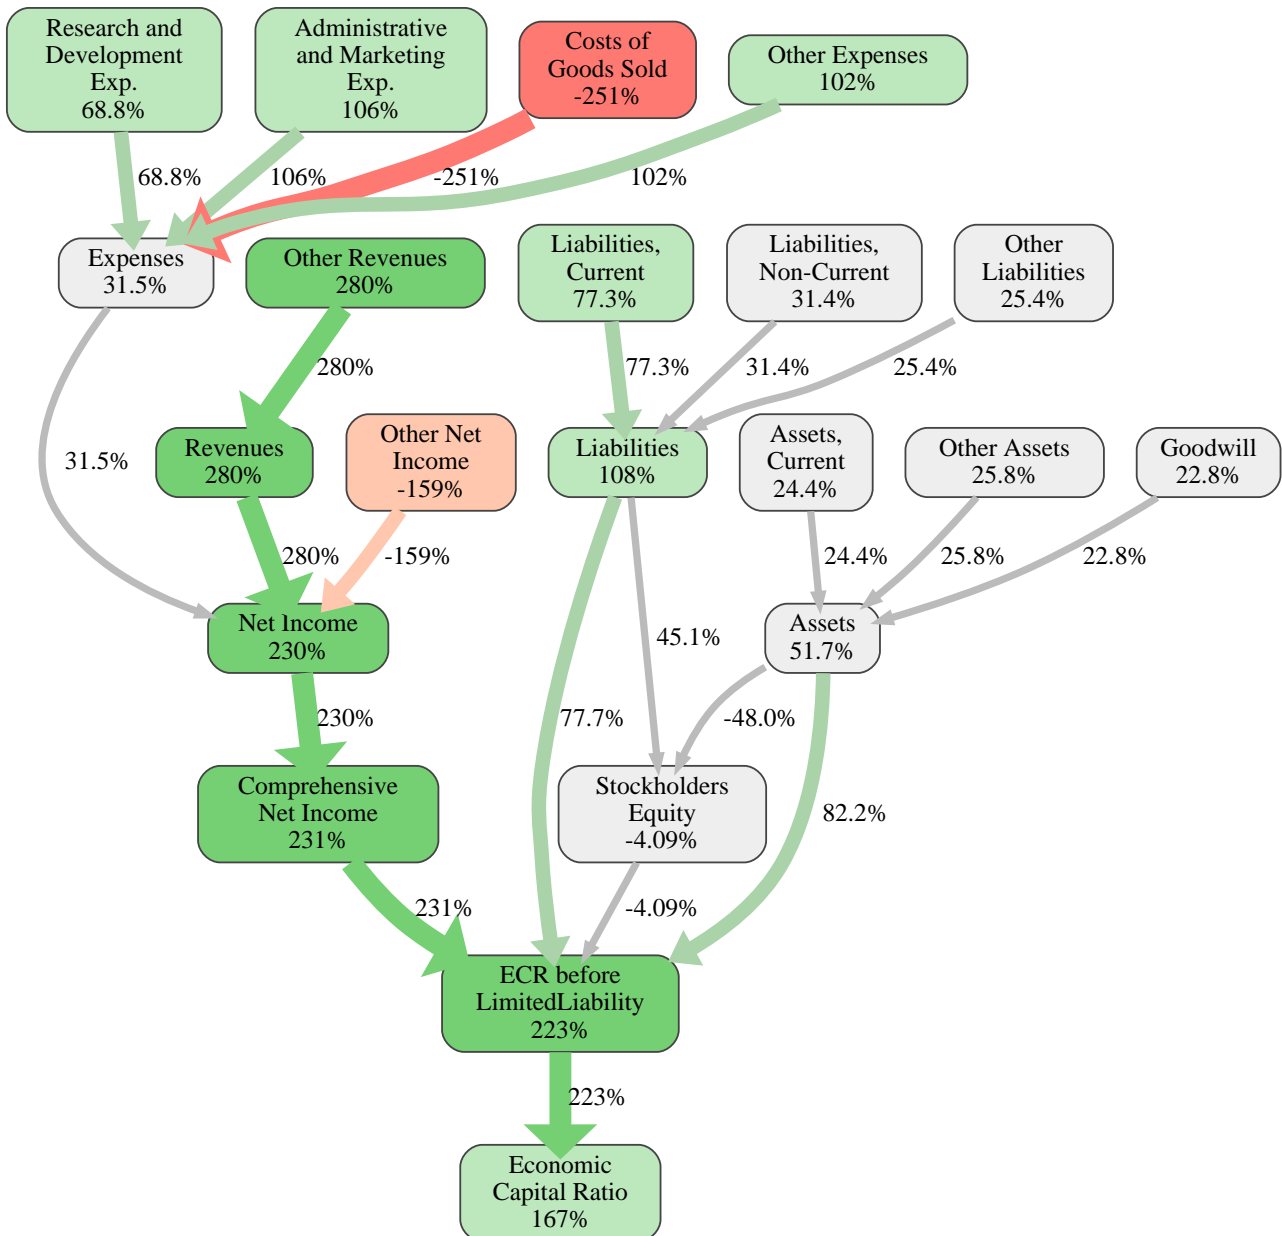 Research and
Development
Exp.
68.8%
Administrative
and Marketing
Exp.
106%
Costs of
Goods Sold
-251%
Other Expenses
102%
68.8%
106%
-251%
102%
Expenses
31.5%
Other Revenues
280%
Liabilities,
Current
77.3%
Liabilities,
Non-Current
31.4%
Other
Liabilities
25.4%
280%
77.3%
31.4%
25.4%
31.5%
Revenues
280%
Other Net
Income
-159%
Liabilities
108%
Assets,
Current
24.4%
Other Assets
25.8%
Goodwill
22.8%
280%
-159%
24.4%
25.8%
22.8%
Net Income
230%
45.1%
Assets
51.7%
230%
77.7%
-48.0%
Comprehensive
Net Income
231%
Stockholders
Equity
-4.09%
82.2%
231%
-4.09%
ECR before
LimitedLiability
223%
223%
Economic
Capital Ratio
167%